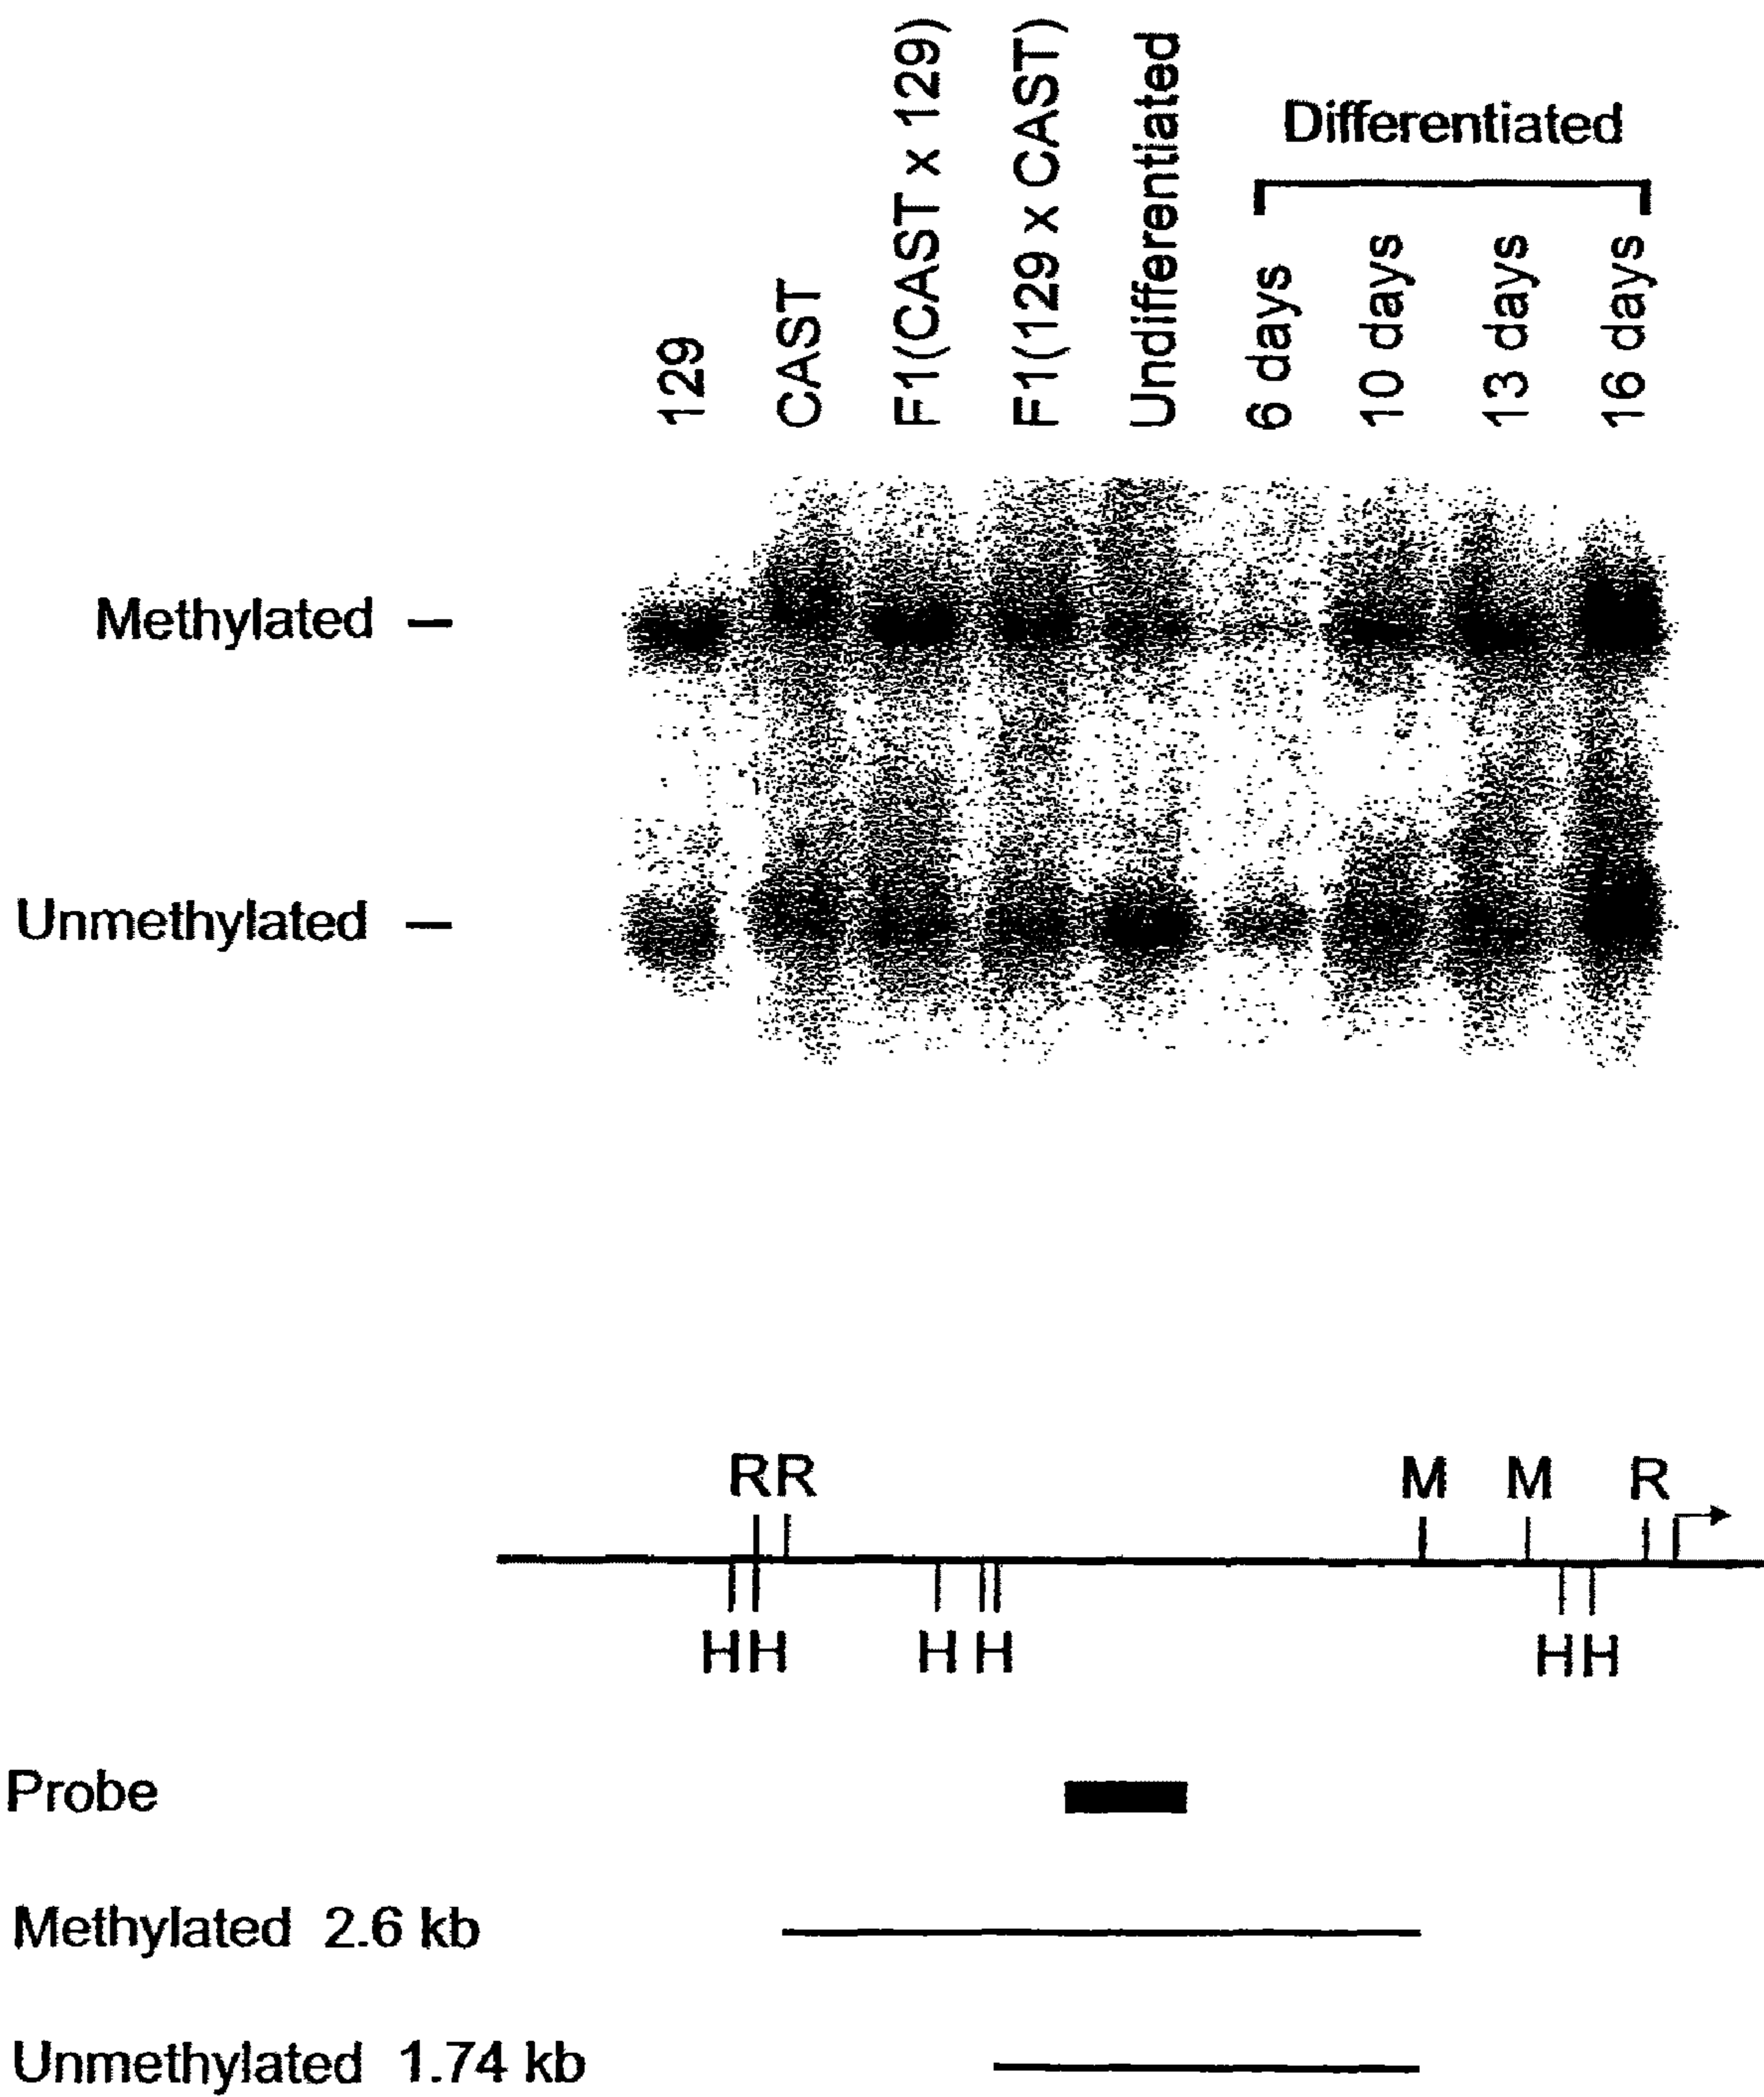 129
CAST
F1(CAST x 129)
F1(129 x CAST)
Undifferentiated
Differentiated
6 days
10 days
13 days
16 days
Methylated
Unmethylated
RR M M R
HH H H HH
Probe
Methylated 2.6 kb
Unmethylated 1.74 kb